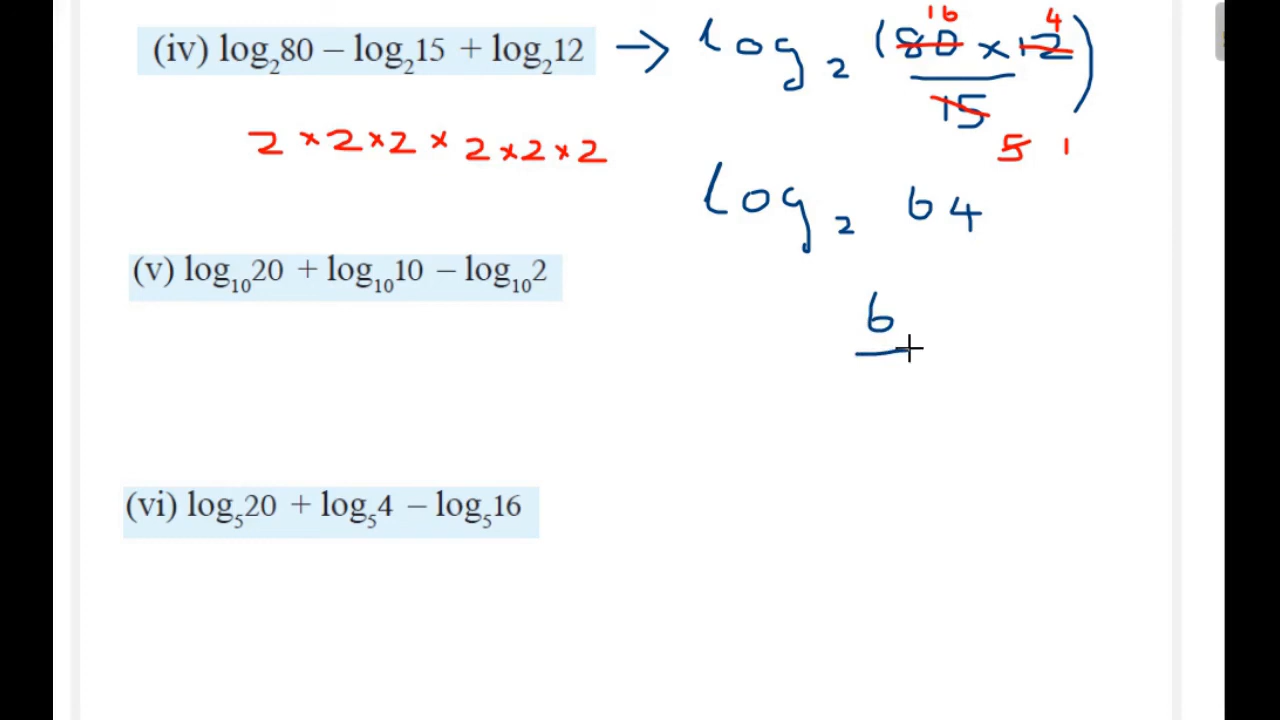 (iv) log₂80 − log₂15 + log₂12 → log₂ (80 × 12 / 15)
16 4
5 1
2 × 2 × 2 × 2 × 2 × 2
log₂ 64
(v) log₁₀20 + log₁₀10 − log₁₀2
6
(vi) log₅20 + log₅4 − log₅16